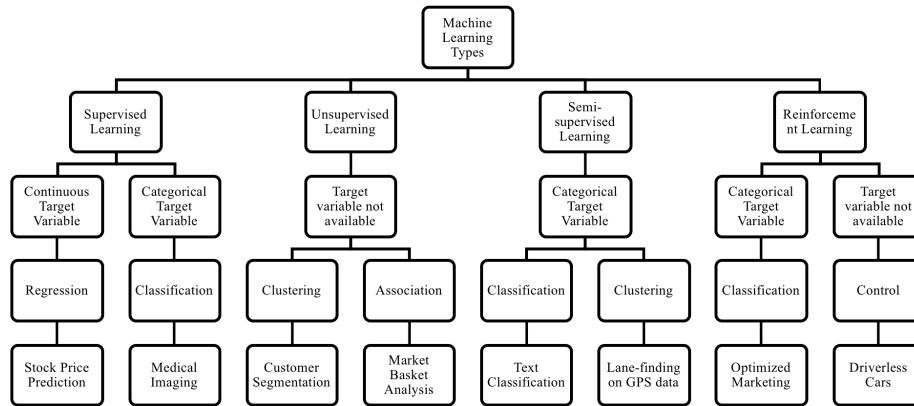 Machine
Learning
Types
Supervised
Learning
Unsupervised
Learning
Semi-
supervised
Learning
Reinforceme
nt Learning
Continuous
Target
Variable
Categorical
Target
Variable
Target
variable not
available
Categorical
Target
Variable
Categorical
Target
Variable
Target
variable not
available
Regression
Classification
Clustering
Association
Classification
Clustering
Classification
Control
Stock Price
Prediction
Medical
Imaging
Customer
Segmentation
Market
Basket
Analysis
Text
Classification
Lane-finding
on GPS data
Optimized
Marketing
Driverless
Cars